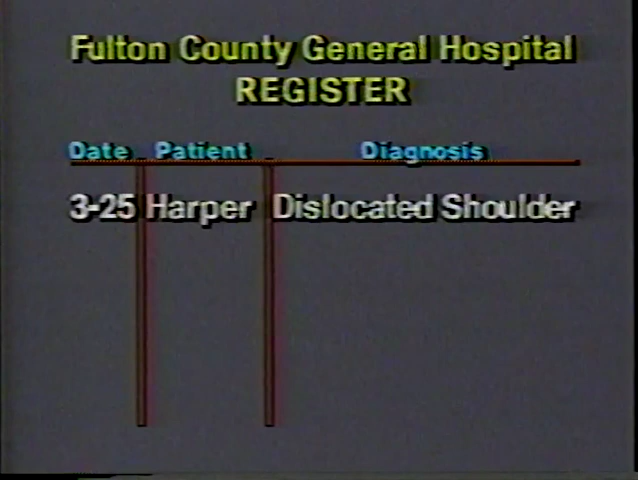 Fulton County General Hospital
REGISTER
Date Patient Diagnosis
3-25 Harper Dislocated Shoulder